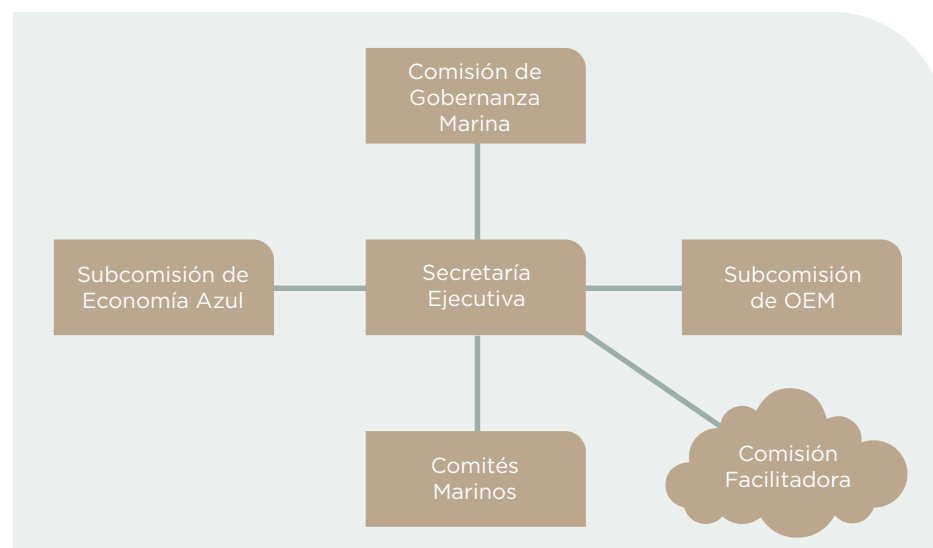 Comisión de
Gobernanza
Marina
Subcomisión de
Economía Azul
Secretaría
Ejecutiva
Subcomisión
de OEM
Comités
Marinos
Comisión
Facilitadora